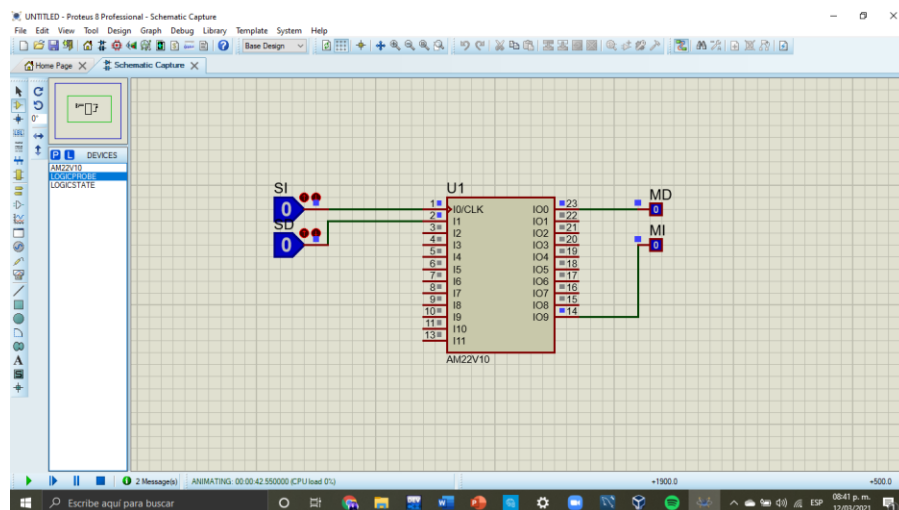 UNTITLED - Proteus 8 Professional - Schematic Capture
File Edit View Tool Design Graph Debug Library Template System Help
Base Design
Home Page Schematic Capture
0°
P L DEVICES
AM22V10
LOGICPROBE
LOGICSTATE
SI
0
SD
0
U1
1 I0/CLK IO0 23
2 I1 IO1 22
3 I2 IO2 21
4 I3 IO3 20
5 I4 IO4 19
6 I5 IO5 18
7 I6 IO6 17
8 I7 IO7 16
9 I8 IO8 15
10 I9 IO9 14
11 I10
13 I11
AM22V10
MD
0
MI
0
2 Message(s) ANIMATING: 00:00:42.550000 (CPU load 0%) +1900.0 +500.0
Escribe aquí para buscar
ESP
08:41 p. m.
12/03/2021